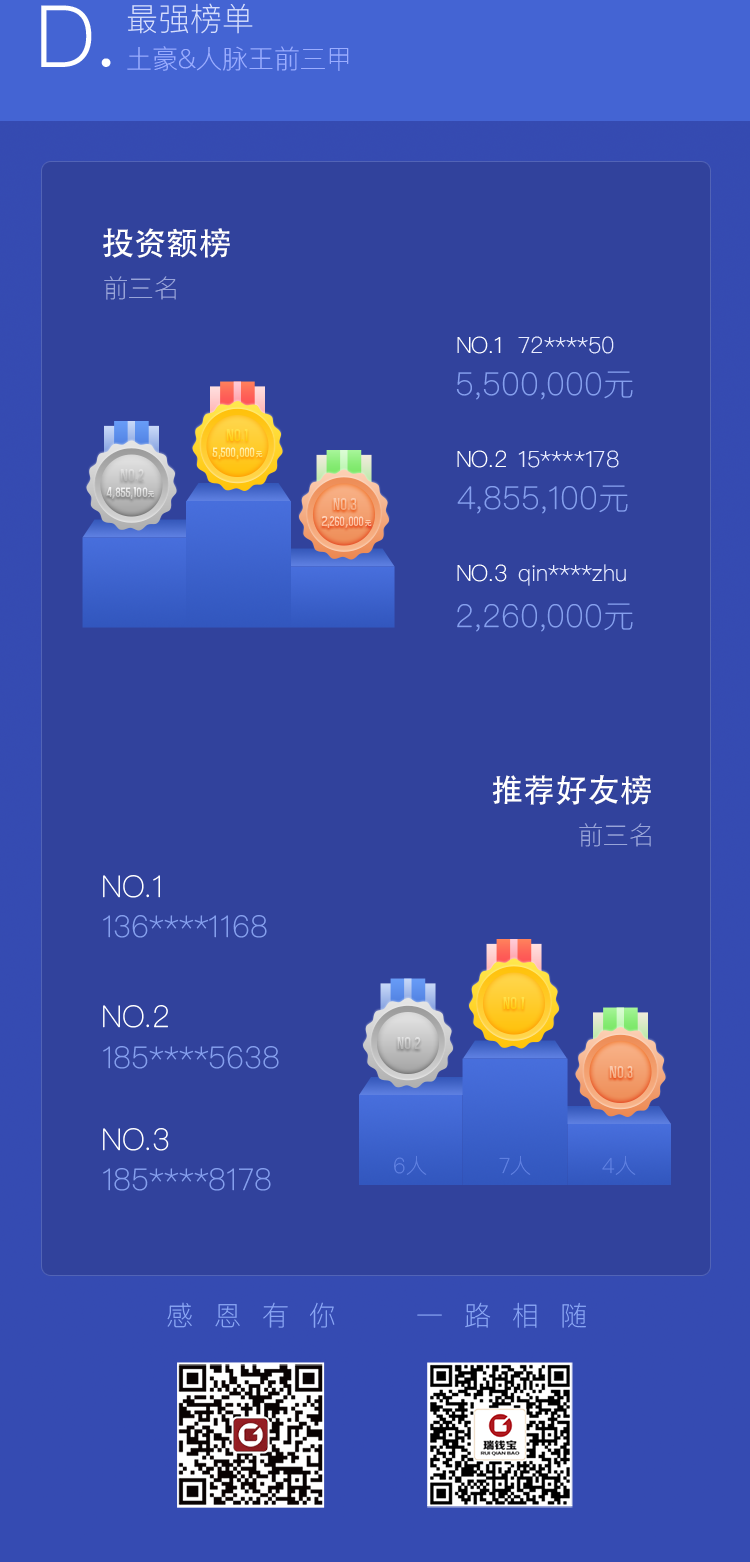 D.
最强榜单
土豪&人脉王前三甲
投资额榜
前三名
NO.1 72****50
5,500,000元
NO.2 15****178
4,855,100元
NO.3 qin****zhu
2,260,000元
NO.2
4,855,100元
NO.1
5,500,000元
NO.3
2,260,000元
推荐好友榜
前三名
NO.1
136****1168
NO.2
185****5638
NO.3
185****8178
NO.2
NO.1
NO.3
6人
7人
4人
感恩有你 一路相随
瑞钱宝
RUI QIAN BAO